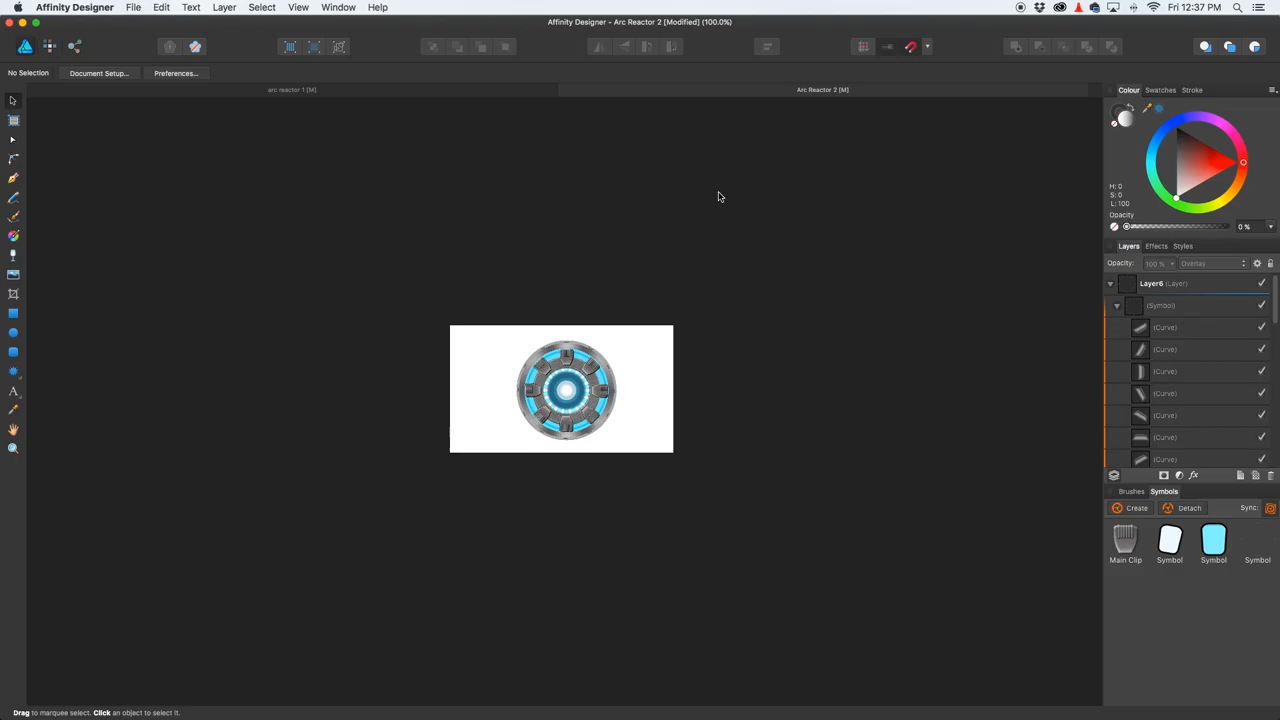 Affinity Designer File Edit Text Layer Select View Window Help Fri 12:37 PM
Affinity Designer - Arc Reactor 2 [Modified] (100.0%)
No Selection Document Setup... Preferences...
arc reactor 1 [M] Arc Reactor 2 [M]
Colour Swatches Stroke
H: 0
S: 0
L: 100
Opacity
0 %
Layers Effects Styles
Opacity: 100 % Overlay
Layer6 (Layer)
(Symbol)
(Curve)
(Curve)
(Curve)
(Curve)
(Curve)
(Curve)
(Curve)
fx
Brushes Symbols
Create Detach Sync:
Main Clip Symbol Symbol Symbol
Drag to marquee select. Click an object to select it.